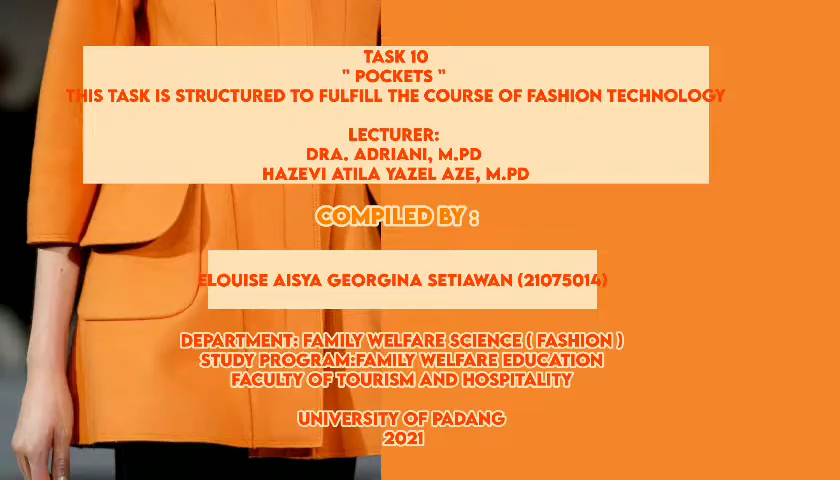 TASK 10
" POCKETS "
THIS TASK IS STRUCTURED TO FULFILL THE COURSE OF FASHION TECHNOLOGY
LECTURER:
DRA. ADRIANI, M.PD
HAZEVI ATILA YAZEL AZE, M.PD
COMPILED BY :
ELOUISE AISYA GEORGINA SETIAWAN (21075014)
DEPARTMENT: FAMILY WELFARE SCIENCE ( FASHION )
STUDY PROGRAM:FAMILY WELFARE EDUCATION
FACULTY OF TOURISM AND HOSPITALITY
UNIVERSITY OF PADANG
2021